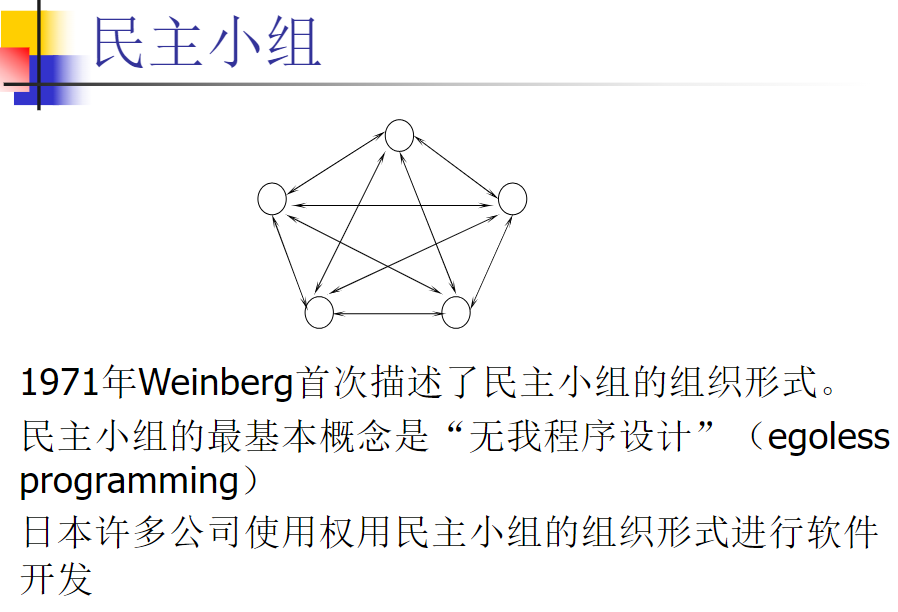 民主小组
1971年Weinberg首次描述了民主小组的组织形式。
民主小组的最基本概念是“无我程序设计”（egoless
programming）
日本许多公司使用权用民主小组的组织形式进行软件
开发